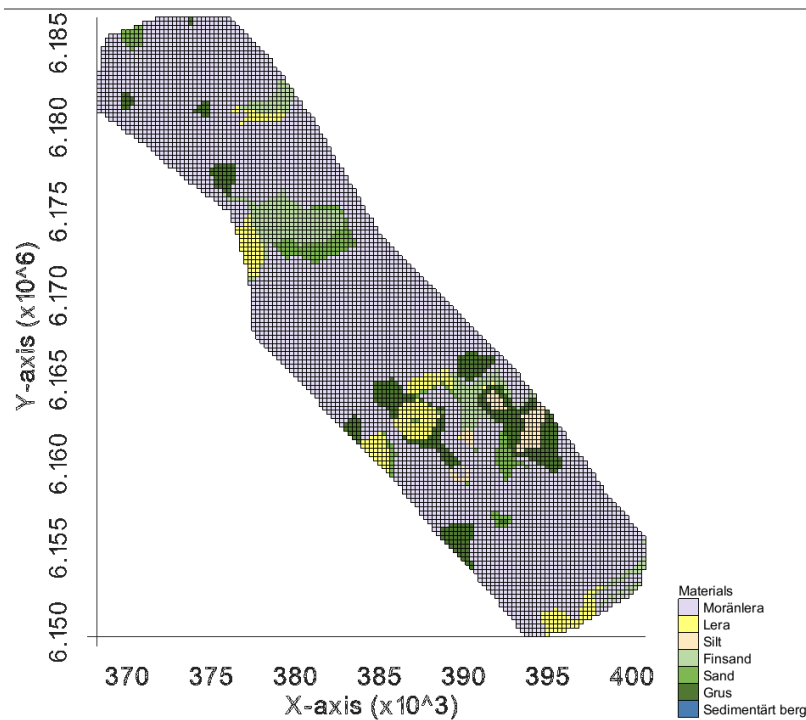 6.185
6.180
6.175
6.170
6.165
6.160
6.155
6.150
Y-axis (x10^6)
370 375 380 385 390 395 400
X-axis (x10^3)
Materials
Moränlera
Lera
Silt
Finsand
Sand
Grus
Sedimentärt berg